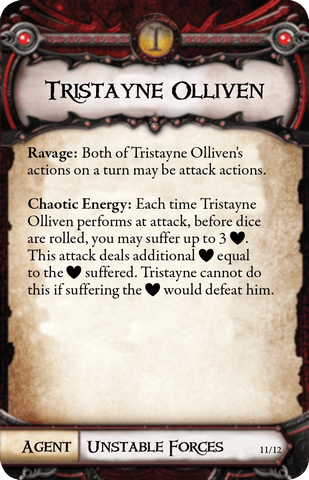 I
Tristayne Olliven
Ravage: Both of Tristayne Olliven's
actions on a turn may be attack actions.
Chaotic Energy: Each time Tristayne
Olliven performs at attack, before dice
are rolled, you may suffer up to 3 ♥.
This attack deals additional ♥ equal
to the ♥ suffered. Tristayne cannot do
this if suffering the ♥ would defeat him.
Agent Unstable Forces 11/12